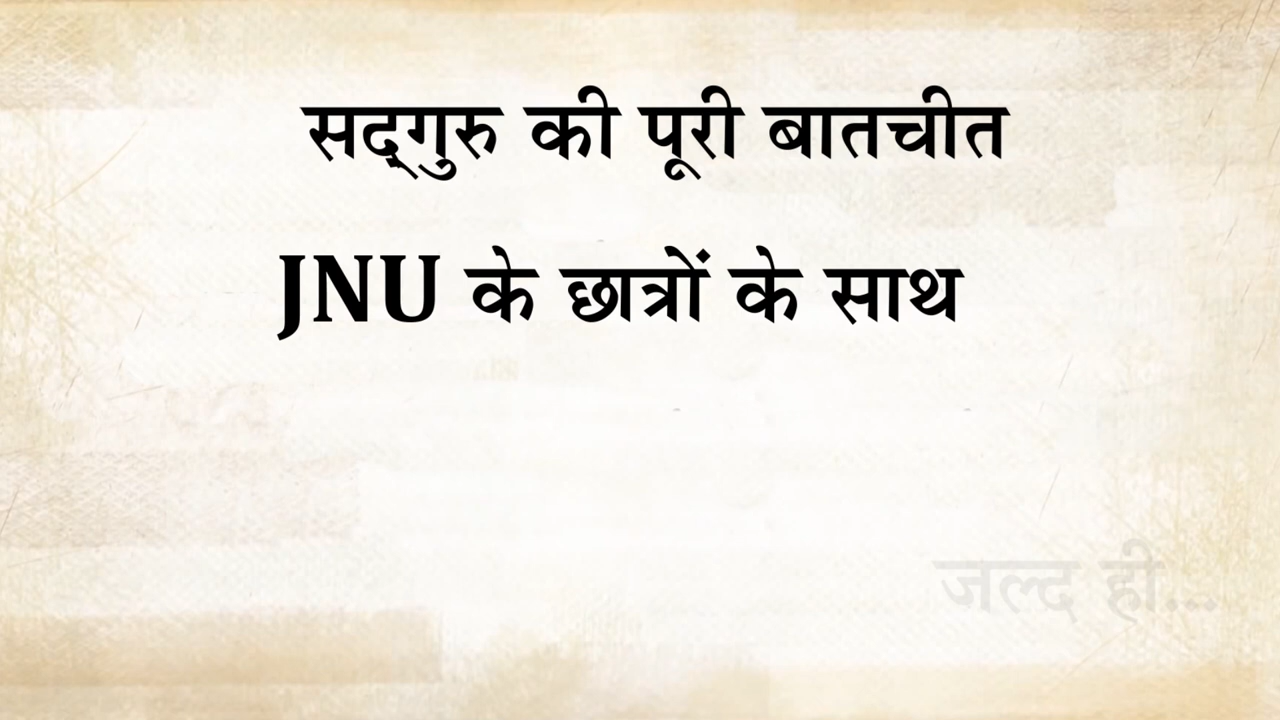 सद्‌गुरु की पूरी बातचीत
JNU के छात्रों के साथ
जल्द ही...